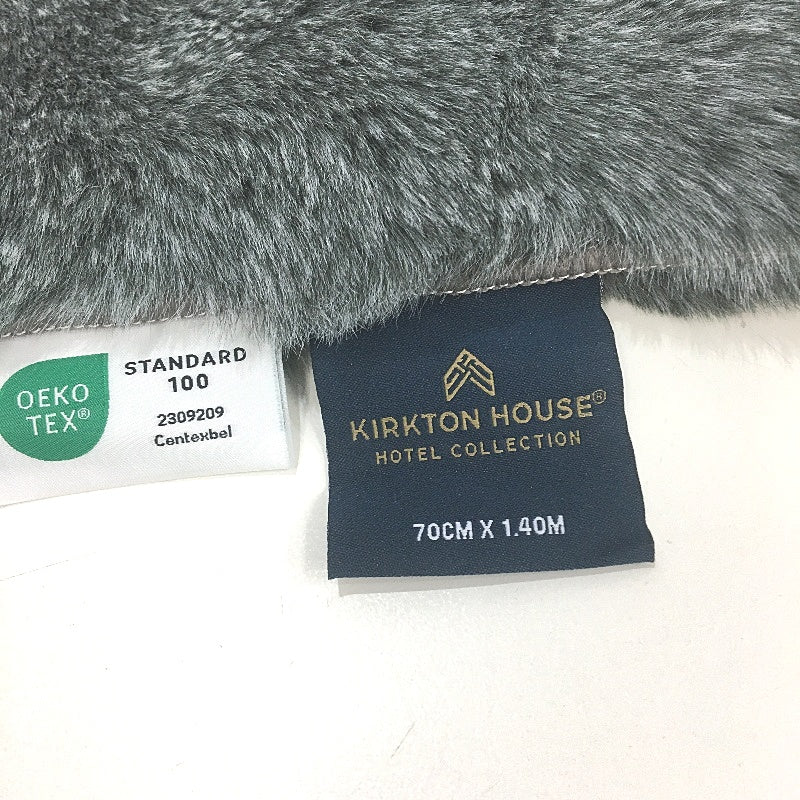 OEKO
TEX®
STANDARD
100
2309209
Centexbel
KIRKTON HOUSE®
HOTEL COLLECTION
70CM X 1.40M